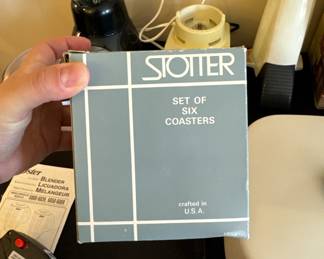 STOTTER
SET OF
SIX
COASTERS
crafted in
U.S.A.
BLENDER
LICUADORA
MELANGEUR